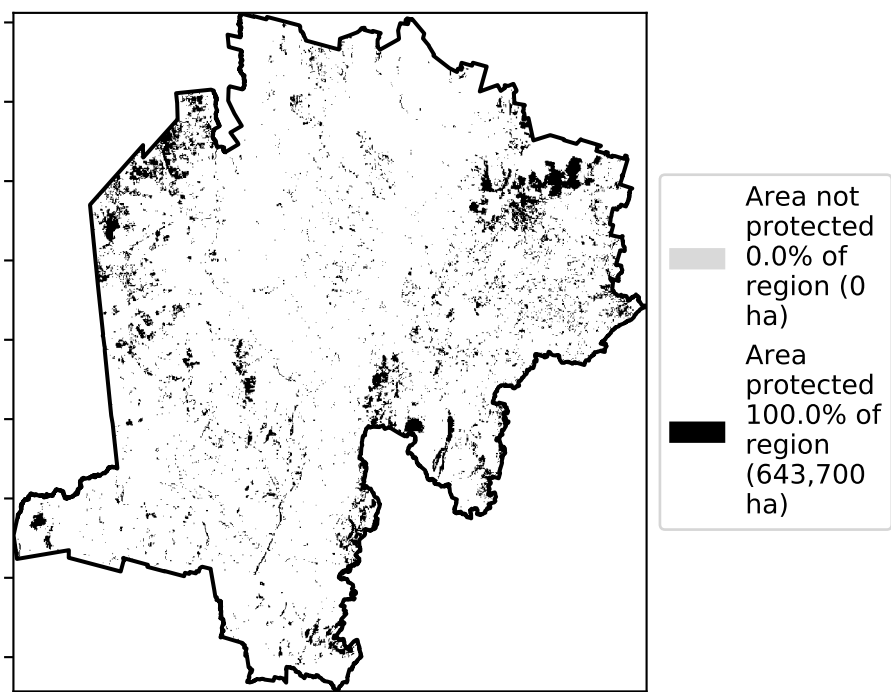 Area not
protected
0.0% of
region (0
ha)
Area
protected
100.0% of
region
(643,700
ha)